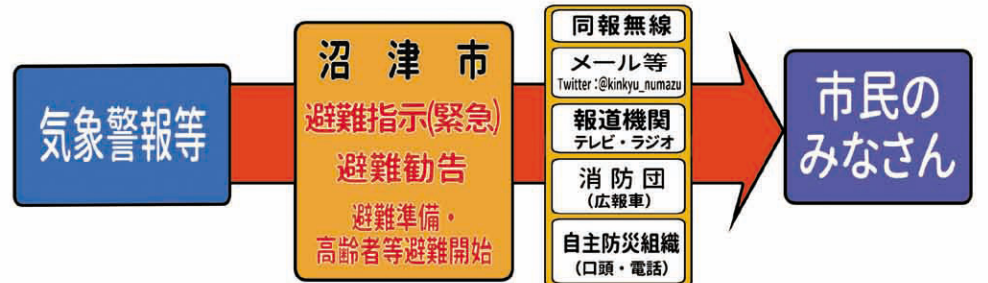 気象警報等
沼津市
避難指示(緊急)
避難勧告
避難準備・
高齢者等避難開始
同報無線
メール等
Twitter:@kinkyu_numazu
報道機関
テレビ・ラジオ
消防団
(広報車)
自主防災組織
(口頭・電話)
市民の
みなさん